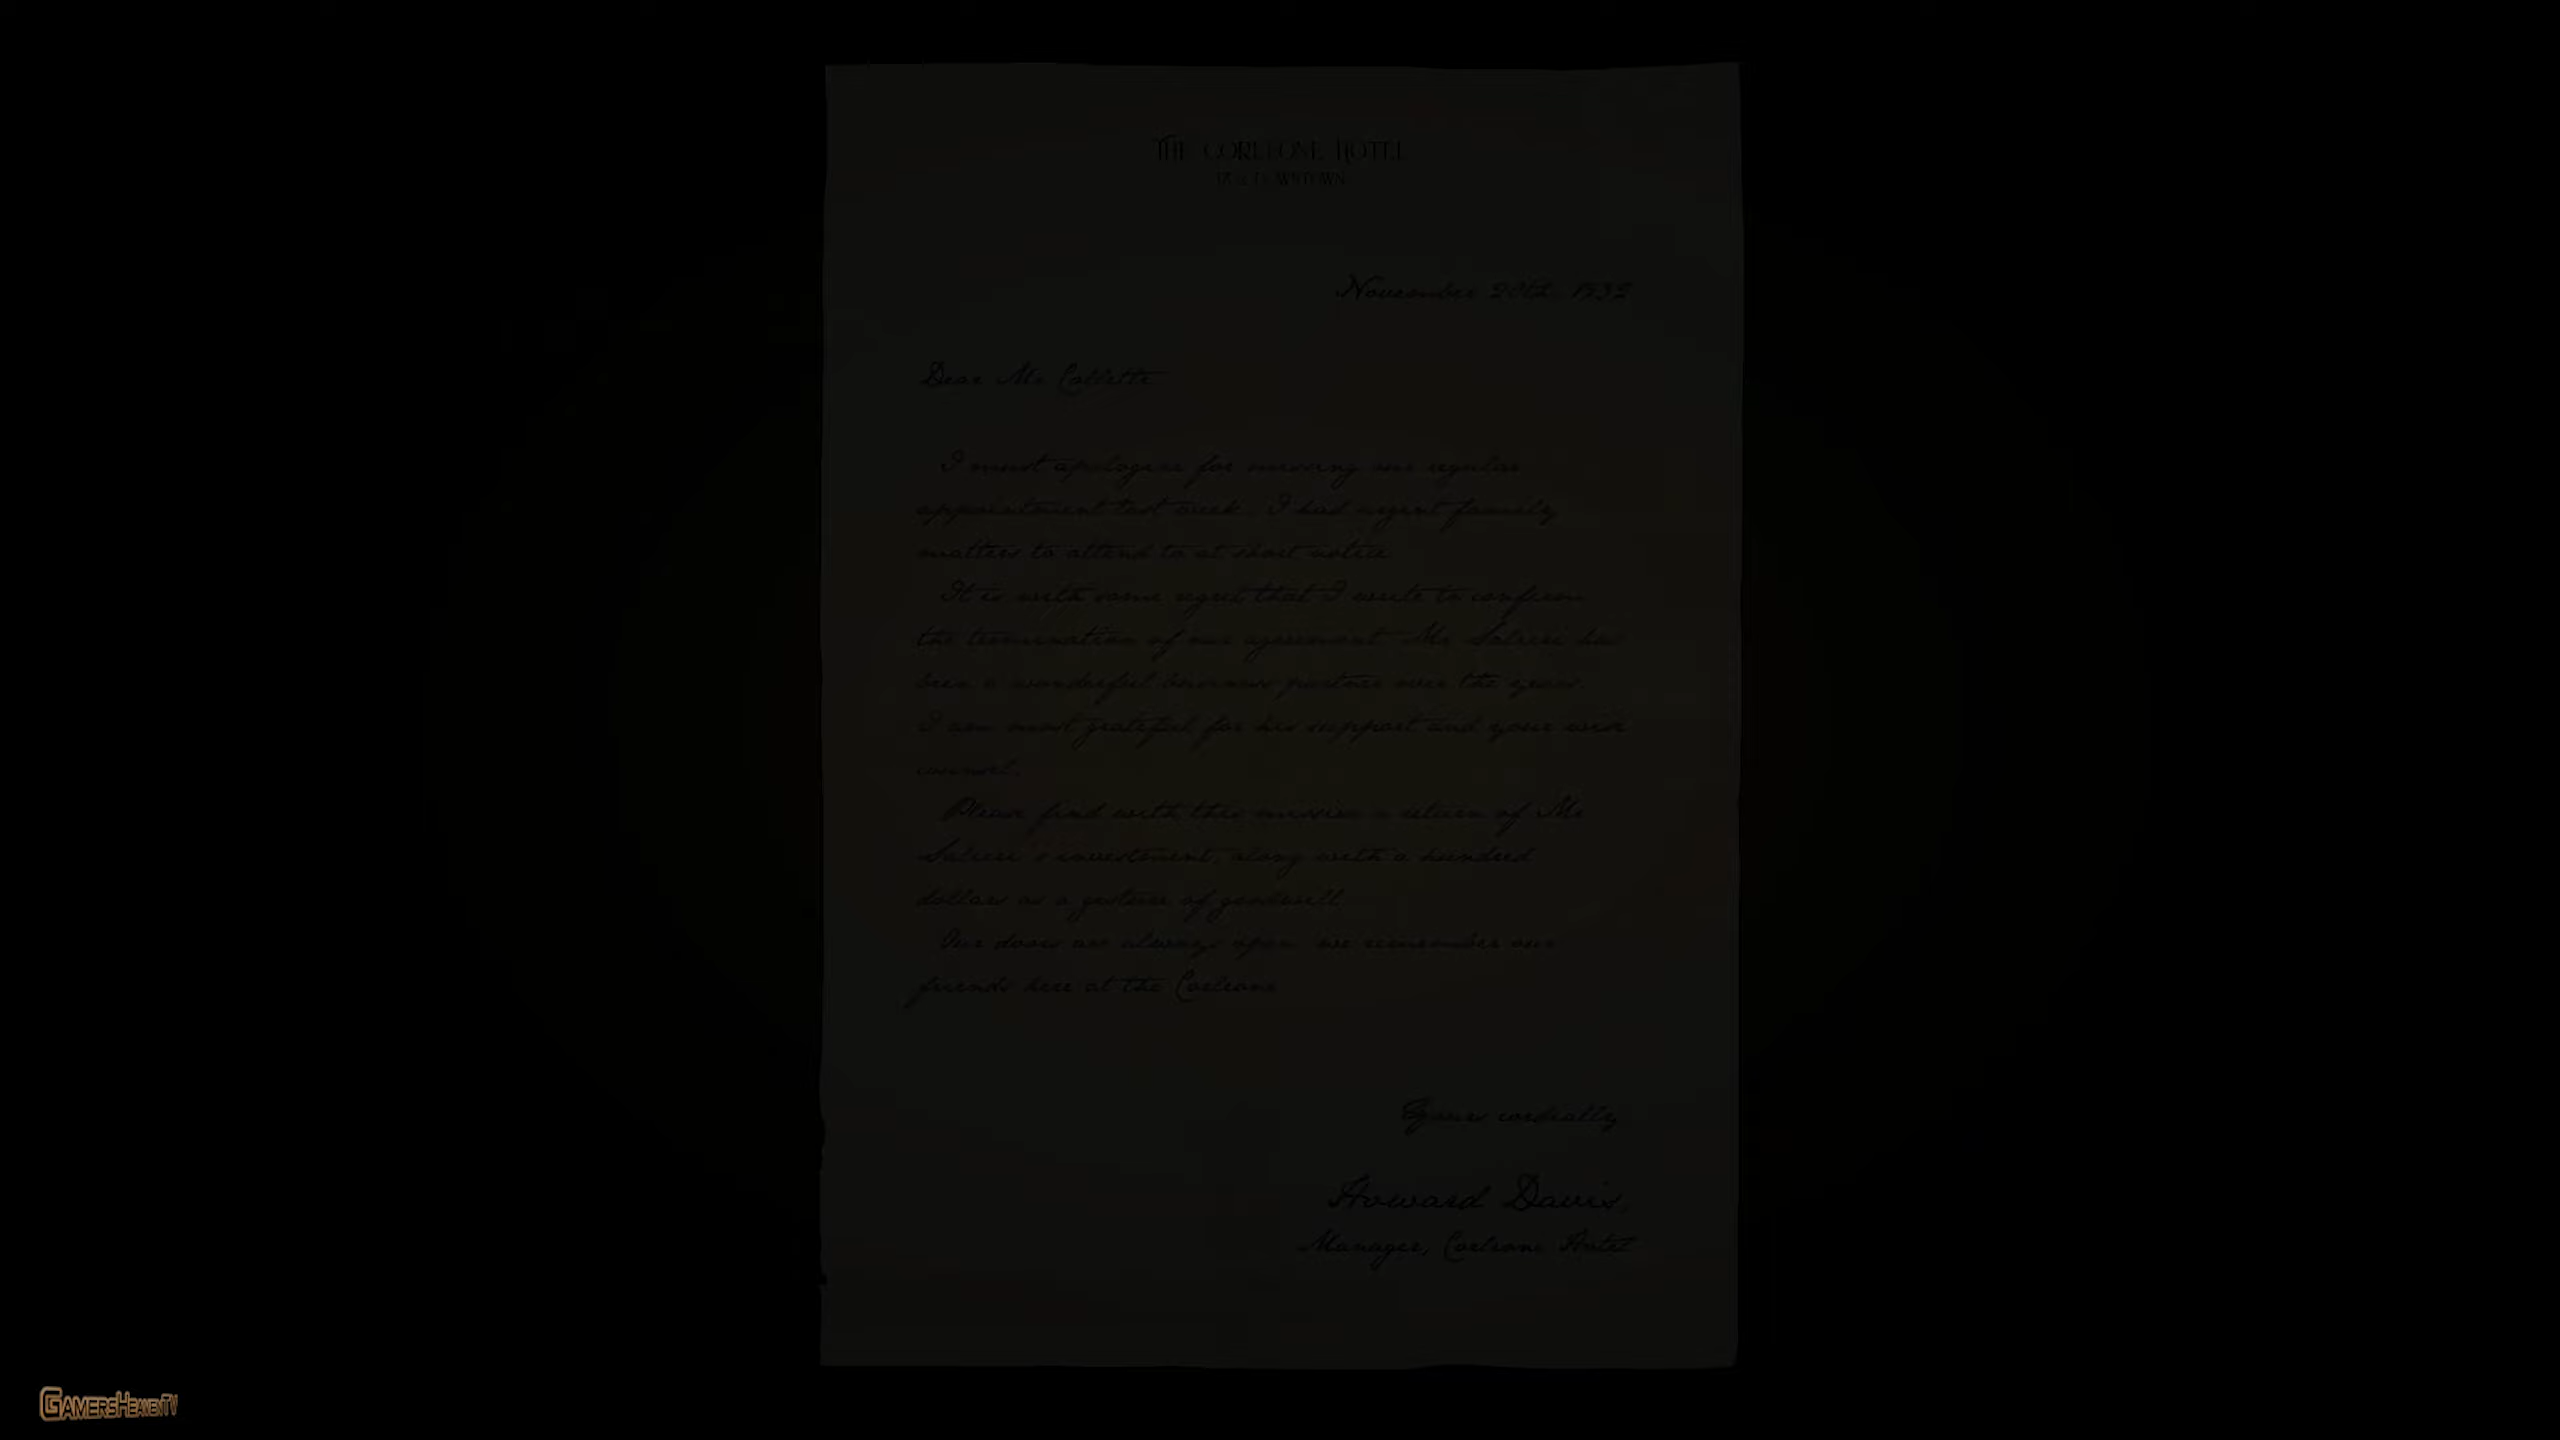 THE CORLEONE HOTEL
DOWNTOWN
November 20th, 1932
Dear Mr Colletti
I must apologise for missing our regular
appointment last week. I had urgent family
matters to attend to at short notice
It is with some regret that I write to confirm
the termination of our agreement Mr Salieri has
been a wonderful business partner over the years.
I am most grateful for his support and your wise
counsel.
Please find with this missive a return of Mr
Salieri's investment, along with a hundred
dollars as a gesture of goodwill
Our doors are always open we remember our
friends here at the Corleone
Yours cordially
Howard Davis,
Manager, Corleone Hotel
GAMERSHEAVENTV